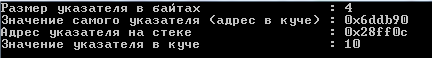 Размер указателя в байтах : 4
Значение самого указателя (адрес в куче) : 0x6ddb90
Адрес указателя на стеке : 0x28ff0c
Значение указателя в куче : 10